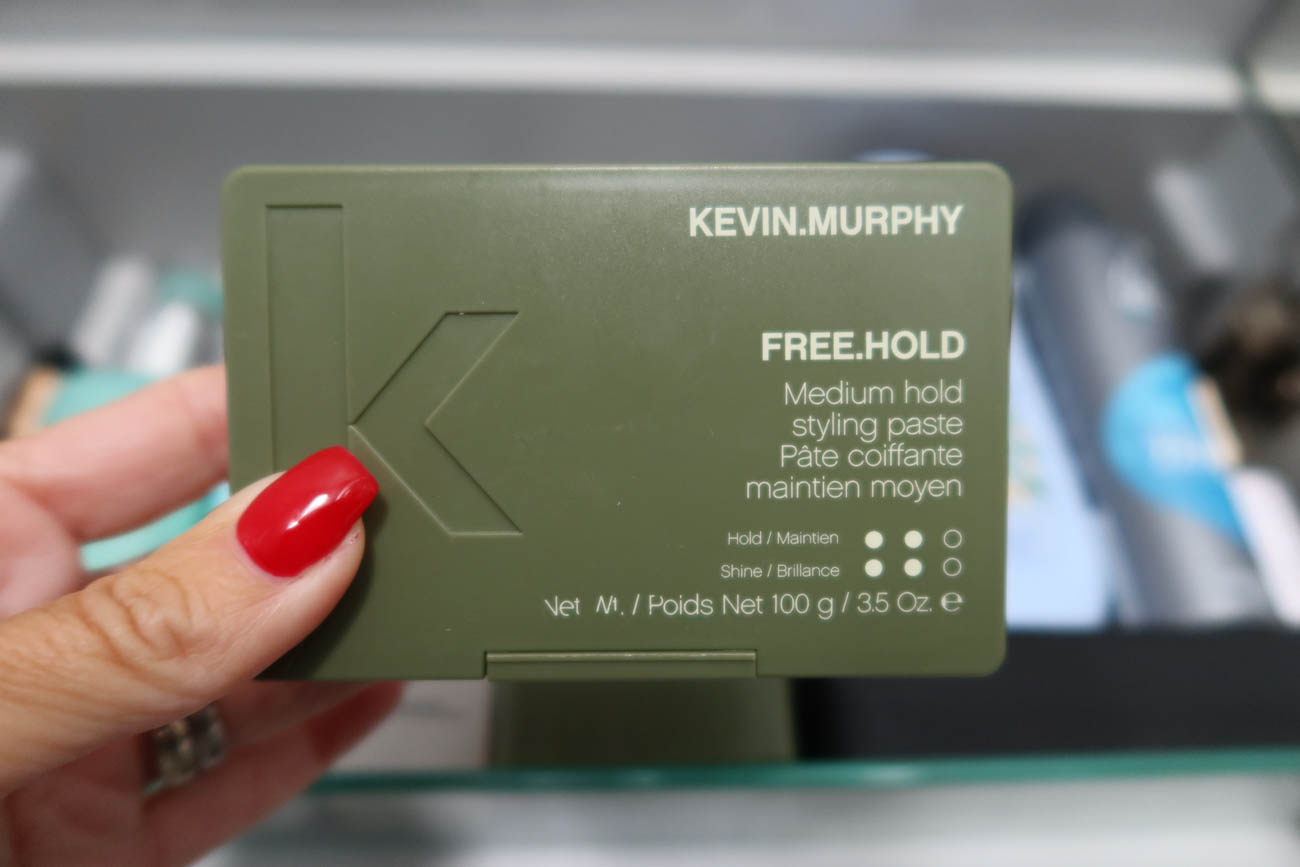 KEVIN.MURPHY
FREE.HOLD
Medium hold
styling paste
Pâte coiffante
maintien moyen
Hold / Maintien
Shine / Brillance
Net / Poids Net 100 g / 3.5 Oz. ℮